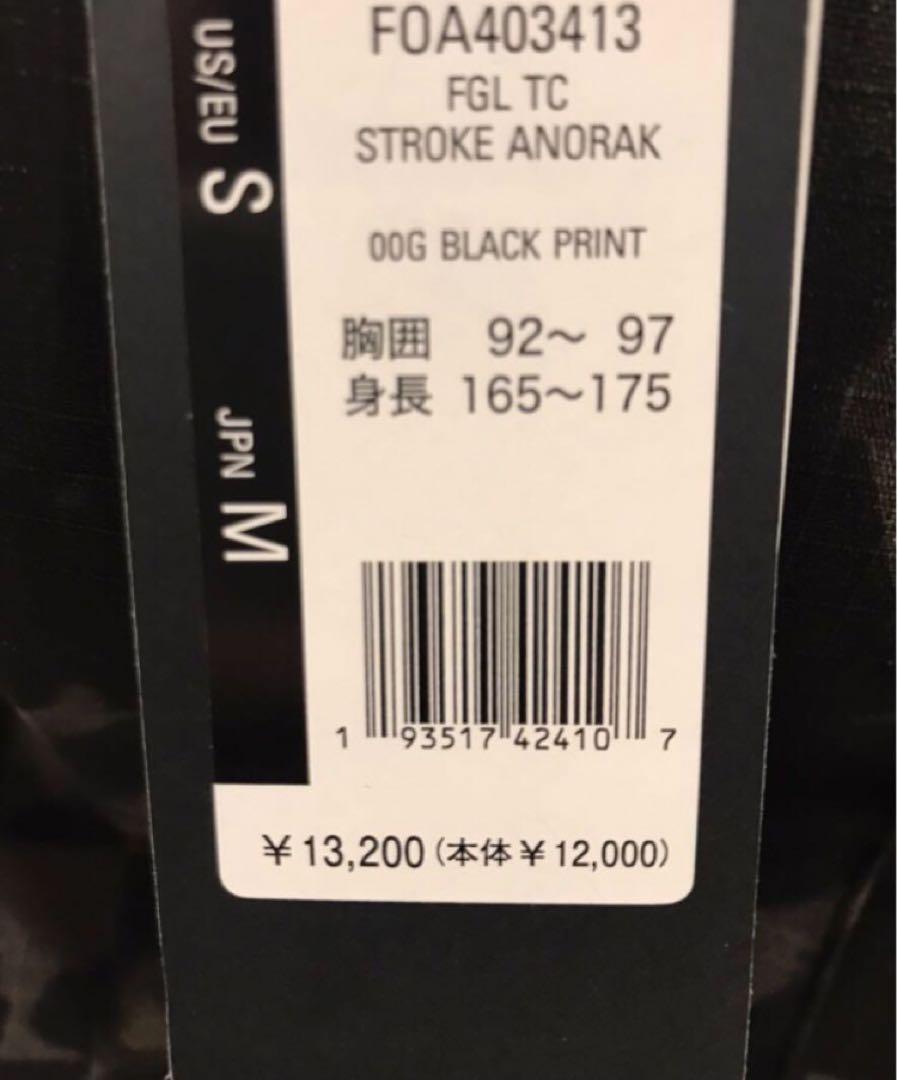 FOA403413
FGL TC
STROKE ANORAK
00G BLACK PRINT
胸囲 92〜 97
身長 165〜175
US/EU S
JPN M
1 93517 42410 7
¥13,200(本体¥12,000)